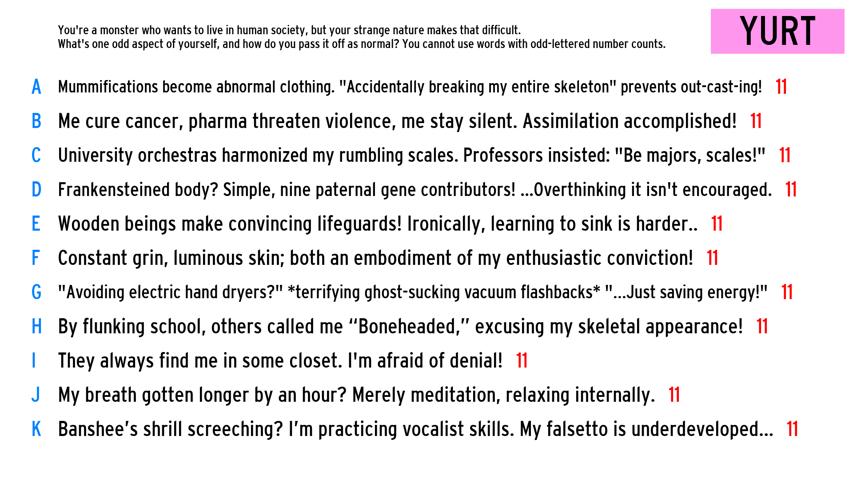 You're a monster who wants to live in human society, but your strange nature makes that difficult.
What's one odd aspect of yourself, and how do you pass it off as normal? You cannot use words with odd-lettered number counts.
YURT
A Mummifications become abnormal clothing. "Accidentally breaking my entire skeleton" prevents out-cast-ing! 11
B Me cure cancer, pharma threaten violence, me stay silent. Assimilation accomplished! 11
C University orchestras harmonized my rumbling scales. Professors insisted: "Be majors, scales!" 11
D Frankensteined body? Simple, nine paternal gene contributors! ...Overthinking it isn't encouraged. 11
E Wooden beings make convincing lifeguards! Ironically, learning to sink is harder.. 11
F Constant grin, luminous skin; both an embodiment of my enthusiastic conviction! 11
G "Avoiding electric hand dryers?" *terrifying ghost-sucking vacuum flashbacks* "...Just saving energy!" 11
H By flunking school, others called me “Boneheaded,” excusing my skeletal appearance! 11
I They always find me in some closet. I'm afraid of denial! 11
J My breath gotten longer by an hour? Merely meditation, relaxing internally. 11
K Banshee’s shrill screeching? I’m practicing vocalist skills. My falsetto is underdeveloped... 11